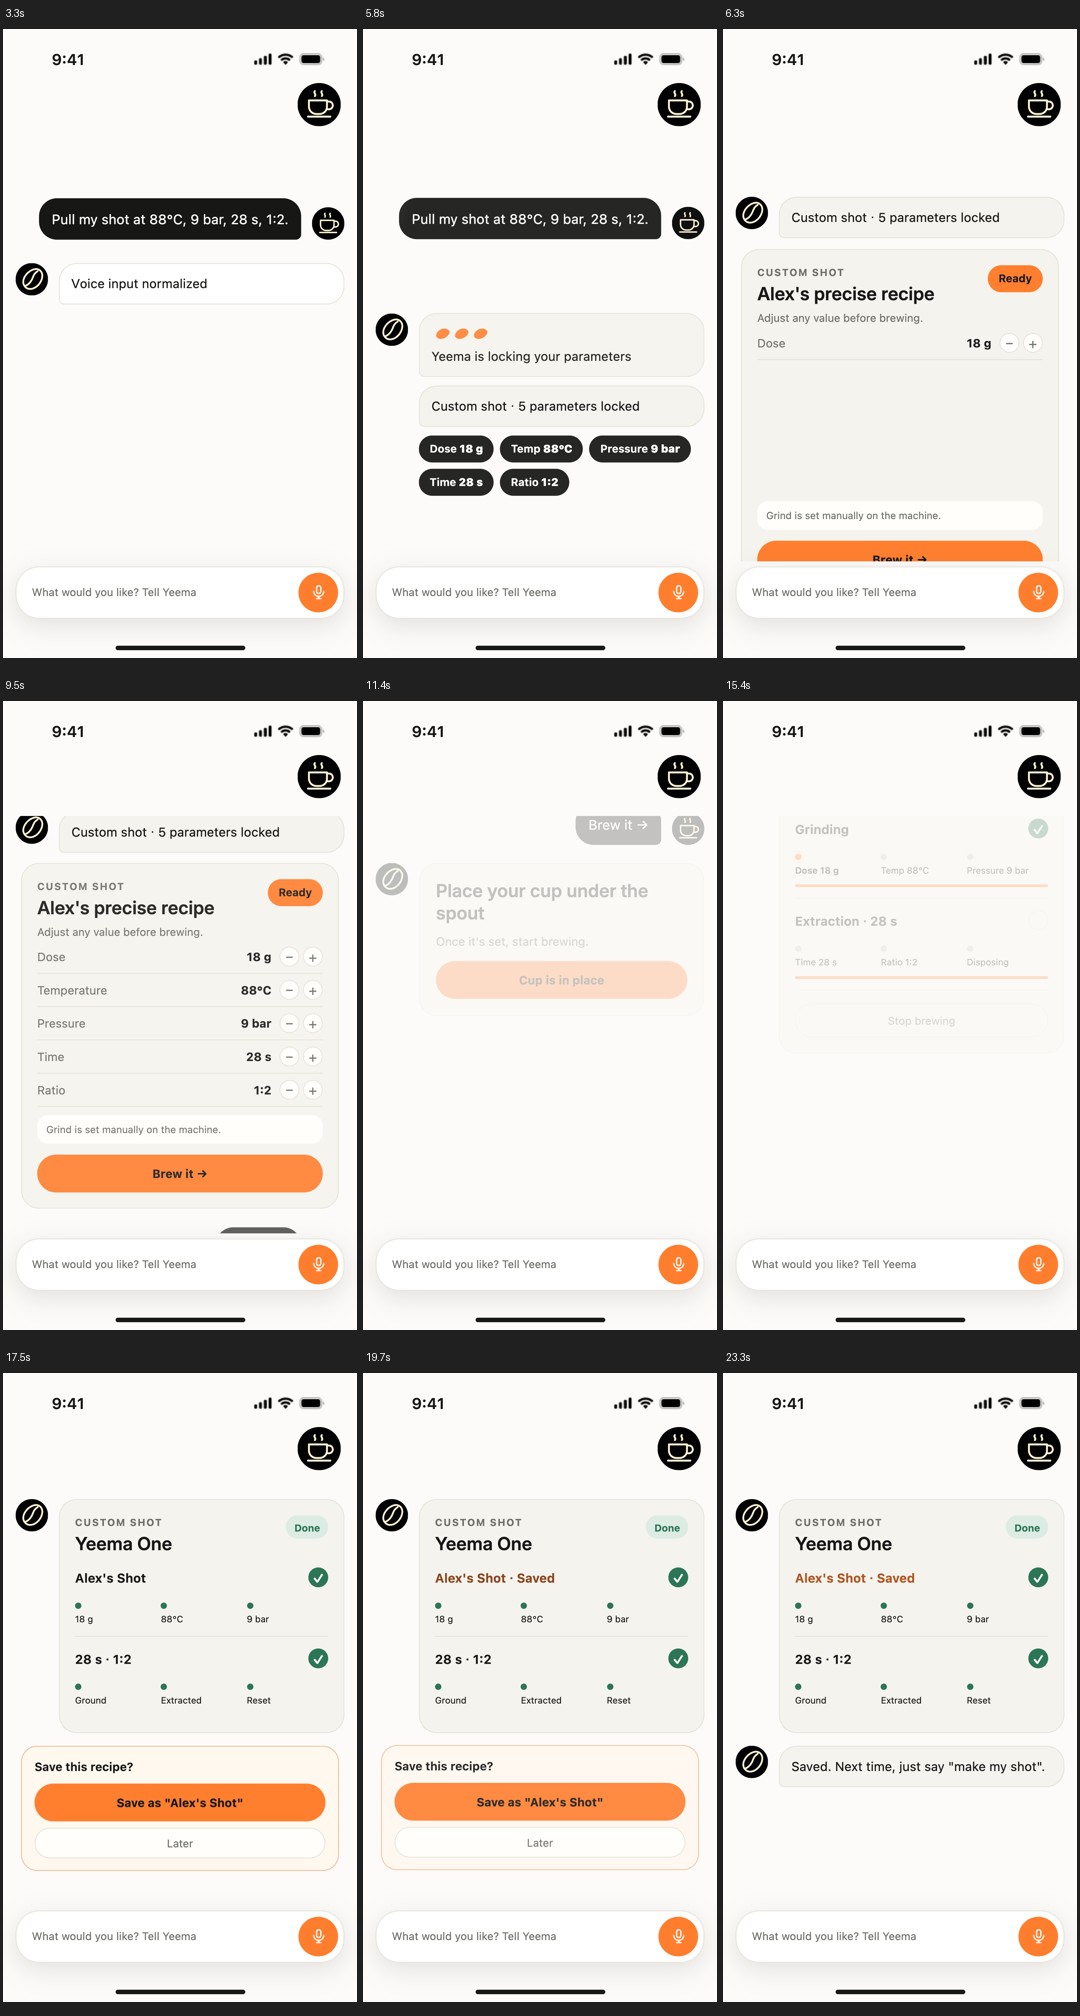 3.3s
9:41
Pull my shot at 88°C, 9 bar, 28 s, 1:2.
Voice input normalized
What would you like? Tell Yeema
5.8s
9:41
Pull my shot at 88°C, 9 bar, 28 s, 1:2.
Yeema is locking your parameters
Custom shot · 5 parameters locked
Dose 18 g
Temp 88°C
Pressure 9 bar
Time 28 s
Ratio 1:2
What would you like? Tell Yeema
6.3s
9:41
Custom shot · 5 parameters locked
CUSTOM SHOT
Ready
Alex's precise recipe
Adjust any value before brewing.
Dose 18 g − +
Grind is set manually on the machine.
Brew it →
What would you like? Tell Yeema
9.5s
9:41
Custom shot · 5 parameters locked
CUSTOM SHOT
Ready
Alex's precise recipe
Adjust any value before brewing.
Dose 18 g − +
Temperature 88°C − +
Pressure 9 bar − +
Time 28 s − +
Ratio 1:2 − +
Grind is set manually on the machine.
Brew it →
What would you like? Tell Yeema
11.4s
9:41
Brew it →
Place your cup under the
spout
Once it's set, start brewing.
Cup is in place
What would you like? Tell Yeema
15.4s
9:41
Grinding
Dose 18 g Temp 88°C Pressure 9 bar
Extraction · 28 s
Time 28 s Ratio 1:2 Disposing
Stop brewing
What would you like? Tell Yeema
17.5s
9:41
CUSTOM SHOT
Done
Yeema One
Alex's Shot
18 g 88°C 9 bar
28 s · 1:2
Ground Extracted Reset
Save this recipe?
Save as "Alex's Shot"
Later
What would you like? Tell Yeema
19.7s
9:41
CUSTOM SHOT
Done
Yeema One
Alex's Shot · Saved
18 g 88°C 9 bar
28 s · 1:2
Ground Extracted Reset
Save this recipe?
Save as "Alex's Shot"
Later
What would you like? Tell Yeema
23.3s
9:41
CUSTOM SHOT
Done
Yeema One
Alex's Shot · Saved
18 g 88°C 9 bar
28 s · 1:2
Ground Extracted Reset
Saved. Next time, just say "make my shot".
What would you like? Tell Yeema